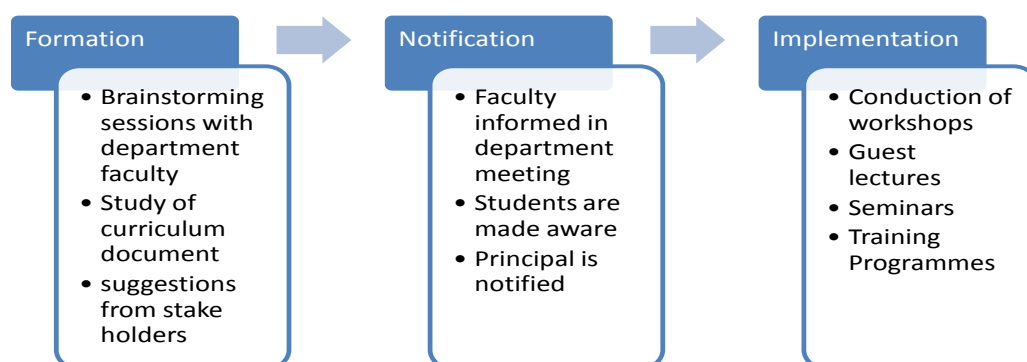 Formation
• Brainstorming
sessions with
department
faculty
• Study of
curriculum
document
• suggestions
from stake
holders
Notification
• Faculty
informed in
department
meeting
• Students are
made aware
• Principal is
notified
Implementation
• Conduction of
workshops
• Guest
lectures
• Seminars
• Training
Programmes